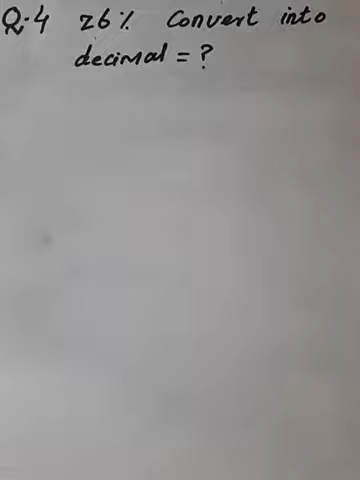 Q.4 26% Convert into
decimal = ?